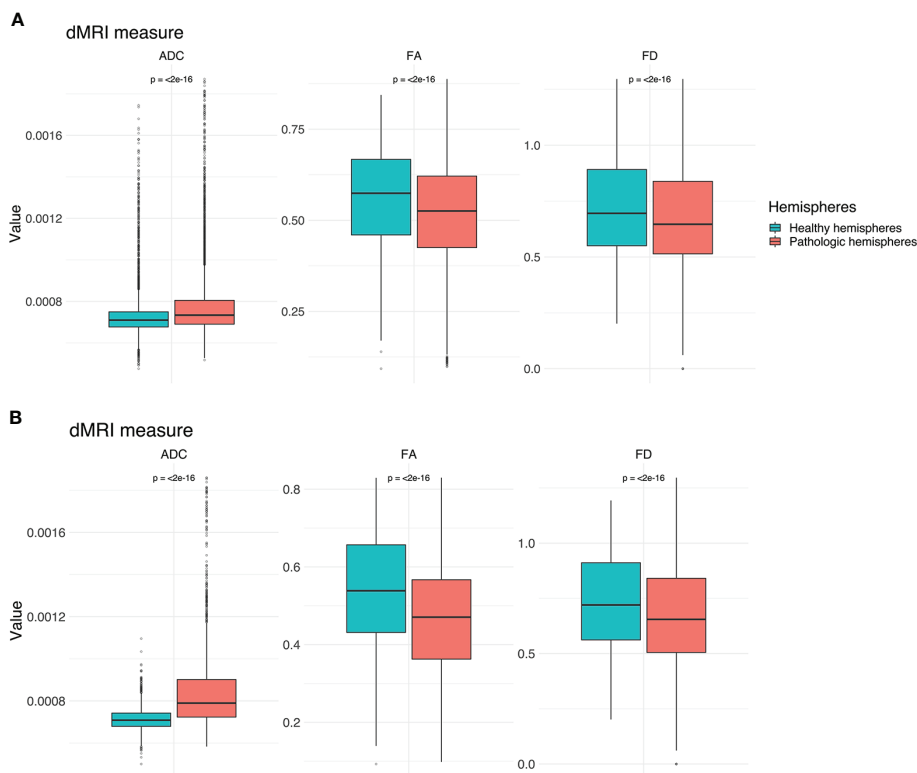 A
dMRI measure
ADC
FA
FD
p = <2e-16
p = <2e-16
p = <2e-16
0.0016
0.0012
0.0008
Value
0.75
0.50
0.25
1.0
0.5
0.0
Hemispheres
Healthy hemispheres
Pathologic hemispheres
B
dMRI measure
ADC
FA
FD
p = <2e-16
p = <2e-16
p = <2e-16
0.0016
0.0012
0.0008
Value
0.8
0.6
0.4
0.2
1.0
0.5
0.0